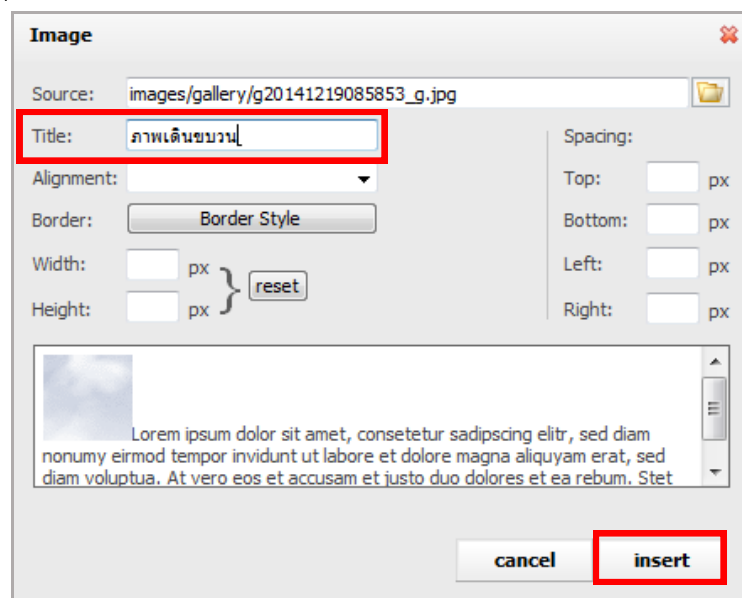 Image
Source: images/gallery/g20141219085853_g.jpg
Title: ภาพเดินขบวน
Spacing:
Alignment:
Top: px
Border: Border Style
Bottom: px
Width: px
reset
Left: px
Height: px
Right: px
Lorem ipsum dolor sit amet, consetetur sadipscing elitr, sed diam
nonumy eirmod tempor invidunt ut labore et dolore magna aliquyam erat, sed
diam voluptua. At vero eos et accusam et justo duo dolores et ea rebum. Stet
cancel insert